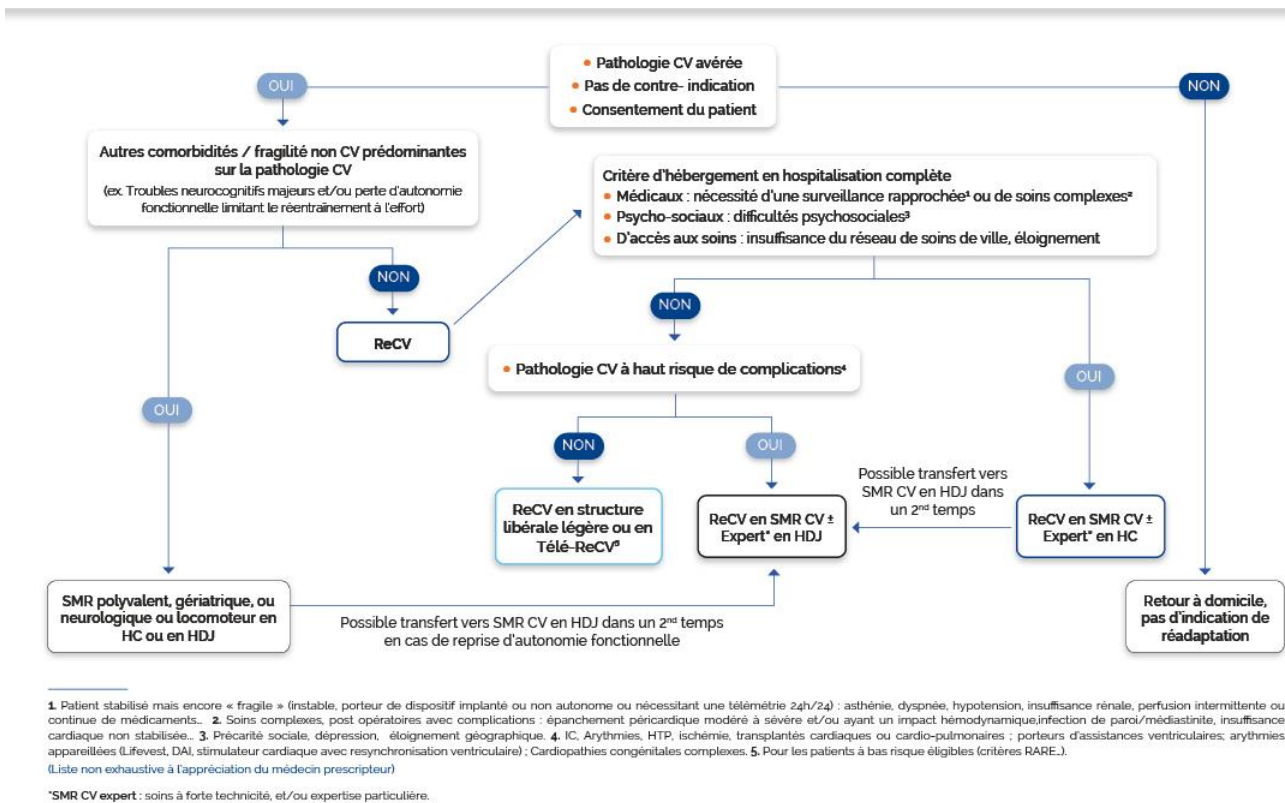 • Pathologie CV avérée
• Pas de contre- indication
• Consentement du patient
OUI
NON
Autres comorbidités / fragilité non CV prédominantes
sur la pathologie CV
(ex. Troubles neurocognitifs majeurs et/ou perte d'autonomie
fonctionnelle limitant le réentraînement à l'effort)
Critère d'hébergement en hospitalisation complète
• Médicaux : nécessité d'une surveillance rapprochée¹ ou de soins complexes²
• Psycho-sociaux : difficultés psychosociales³
• D'accès aux soins : insuffisance du réseau de soins de ville, éloignement
NON
ReCV
NON
• Pathologie CV à haut risque de complications⁴
OUI
OUI
NON
OUI
ReCV en structure
libérale légère ou en
Télé-ReCV⁵
ReCV en SMR CV ±
Expert* en HDJ
Possible transfert vers
SMR CV en HDJ dans
un 2nd temps
ReCV en SMR CV ±
Expert* en HC
SMR polyvalent, gériatrique, ou
neurologique ou locomoteur en
HC ou en HDJ
Possible transfert vers SMR CV en HDJ dans un 2nd temps
en cas de reprise d'autonomie fonctionnelle
Retour à domicile,
pas d'indication de
réadaptation
1. Patient stabilisé mais encore « fragile » (instable, porteur de dispositif implanté ou non autonome ou nécessitant une télémétrie 24h/24) : asthénie, dyspnée, hypotension, insuffisance rénale, perfusion intermittente ou
continue de médicaments... 2. Soins complexes, post opératoires avec complications : épanchement péricardique modéré à sévère et/ou ayant un impact hémodynamique,infection de paroi/médiastinite, insuffisance
cardiaque non stabilisée... 3. Précarité sociale, dépression, éloignement géographique. 4. IC, Arythmies, HTP, ischémie, transplantés cardiaques ou cardio-pulmonaires ; porteurs d'assistances ventriculaires; arythmies
appareillées (Lifevest, DAI, stimulateur cardiaque avec resynchronisation ventriculaire) ; Cardiopathies congénitales complexes. 5. Pour les patients à bas risque éligibles (critères RARE...).
(Liste non exhaustive à l'appréciation du médecin prescripteur)
*SMR CV expert : soins à forte technicité, et/ou expertise particulière.